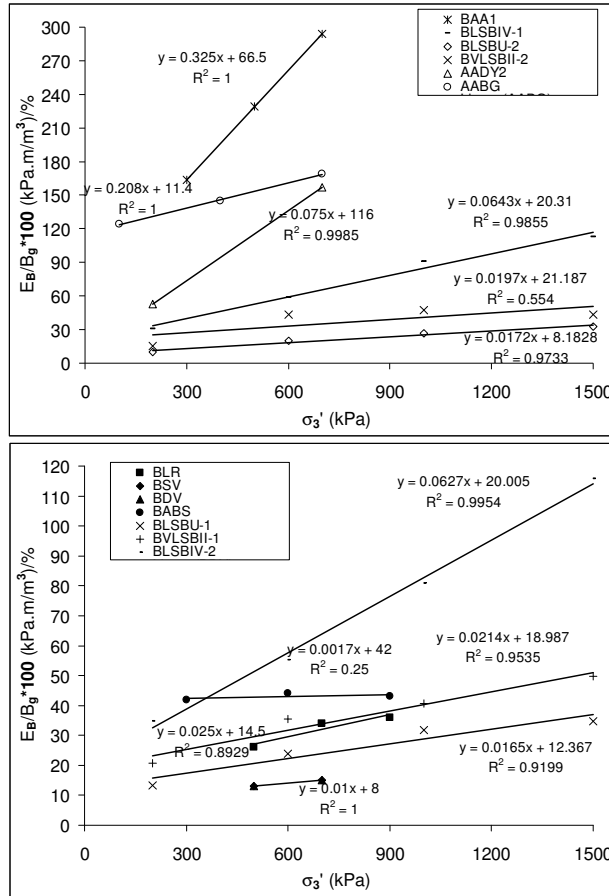 300
270
240
210
180
150
120
90
60
30
0
E_B/B_g*100 (kPa.m/m³)/%
BAA1
BLSBIV-1
BLSBU-2
BVLSBII-2
AADY2
AABG
y = 0.325x + 66.5
R² = 1
y = 0.208x + 11.4
R² = 1
y = 0.075x + 116
R² = 0.9985
y = 0.0643x + 20.31
R² = 0.9855
y = 0.0197x + 21.187
R² = 0.554
y = 0.0172x + 8.1828
R² = 0.9733
0 300 600 900 1200 1500
σ₃' (kPa)
120
110
100
90
80
70
60
50
40
30
20
10
0
E_B/B_g*100 (kPa.m/m³)/%
BLR
BSV
BDV
BABS
BLSBU-1
BVLSBII-1
BLSBIV-2
y = 0.0627x + 20.005
R² = 0.9954
y = 0.0017x + 42
R² = 0.25
y = 0.0214x + 18.987
R² = 0.9535
y = 0.025x + 14.5
R² = 0.8929
y = 0.0165x + 12.367
R² = 0.9199
y = 0.01x + 8
R² = 1
0 300 600 900 1200 1500
σ₃' (kPa)